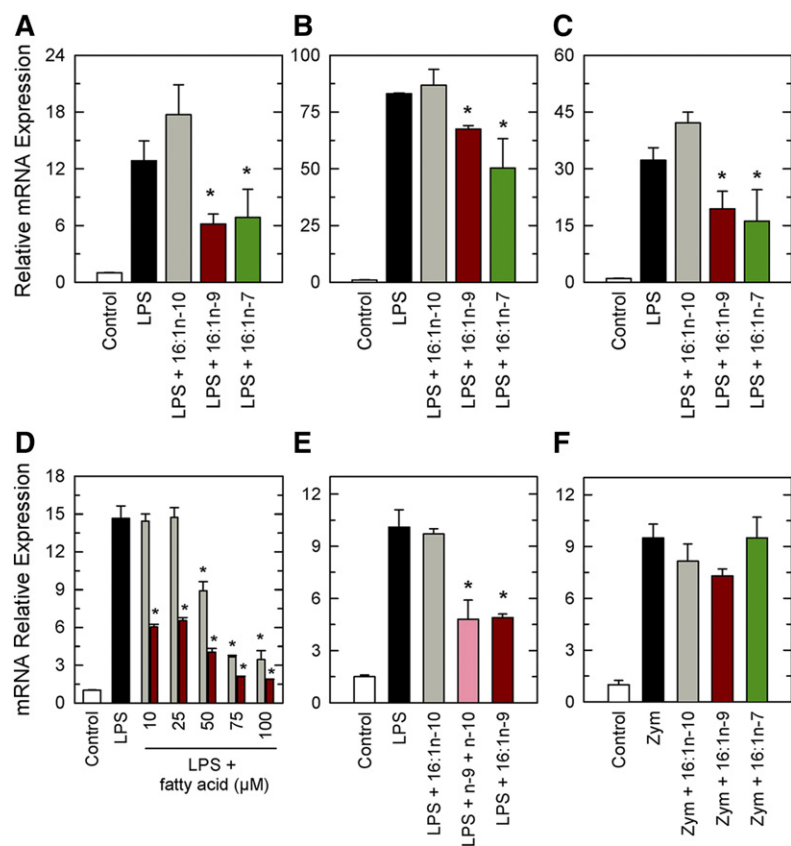 A
Relative mRNA Expression
24
18
12
6
0
*
*
Control
LPS
LPS + 16:1n-10
LPS + 16:1n-9
LPS + 16:1n-7
B
100
75
50
25
0
*
*
Control
LPS
LPS + 16:1n-10
LPS + 16:1n-9
LPS + 16:1n-7
C
60
45
30
15
0
*
*
Control
LPS
LPS + 16:1n-10
LPS + 16:1n-9
LPS + 16:1n-7
D
mRNA Relative Expression
18
15
12
9
6
3
0
*
*
*
*
*
*
*
*
Control
LPS
10
25
50
75
100
LPS +
fatty acid (µM)
E
12
9
6
3
0
*
*
Control
LPS
LPS + 16:1n-10
LPS + n-9 + n-10
LPS + 16:1n-9
F
12
9
6
3
0
Control
Zym
Zym + 16:1n-10
Zym + 16:1n-9
Zym + 16:1n-7